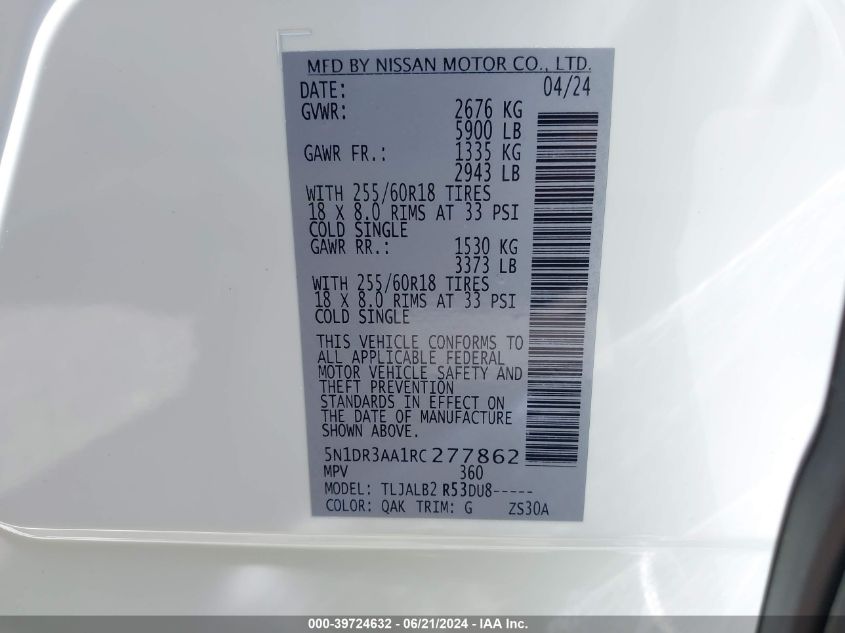 MFD BY NISSAN MOTOR CO., LTD.
DATE: 04/24
GVWR: 2676 KG
5900 LB
GAWR FR.: 1335 KG
2943 LB
WITH 255/60R18 TIRES
18 X 8.0 RIMS AT 33 PSI
COLD SINGLE
GAWR RR.: 1530 KG
3373 LB
WITH 255/60R18 TIRES
18 X 8.0 RIMS AT 33 PSI
COLD SINGLE
THIS VEHICLE CONFORMS TO
ALL APPLICABLE FEDERAL
MOTOR VEHICLE SAFETY AND
THEFT PREVENTION
STANDARDS IN EFFECT ON
THE DATE OF MANUFACTURE
SHOWN ABOVE.
5N1DR3AA1RC277862
MPV 360
MODEL: TLJALB2 R53DU8-----
COLOR: QAK TRIM: G ZS30A
000-39724632 - 06/21/2024 - IAA Inc.